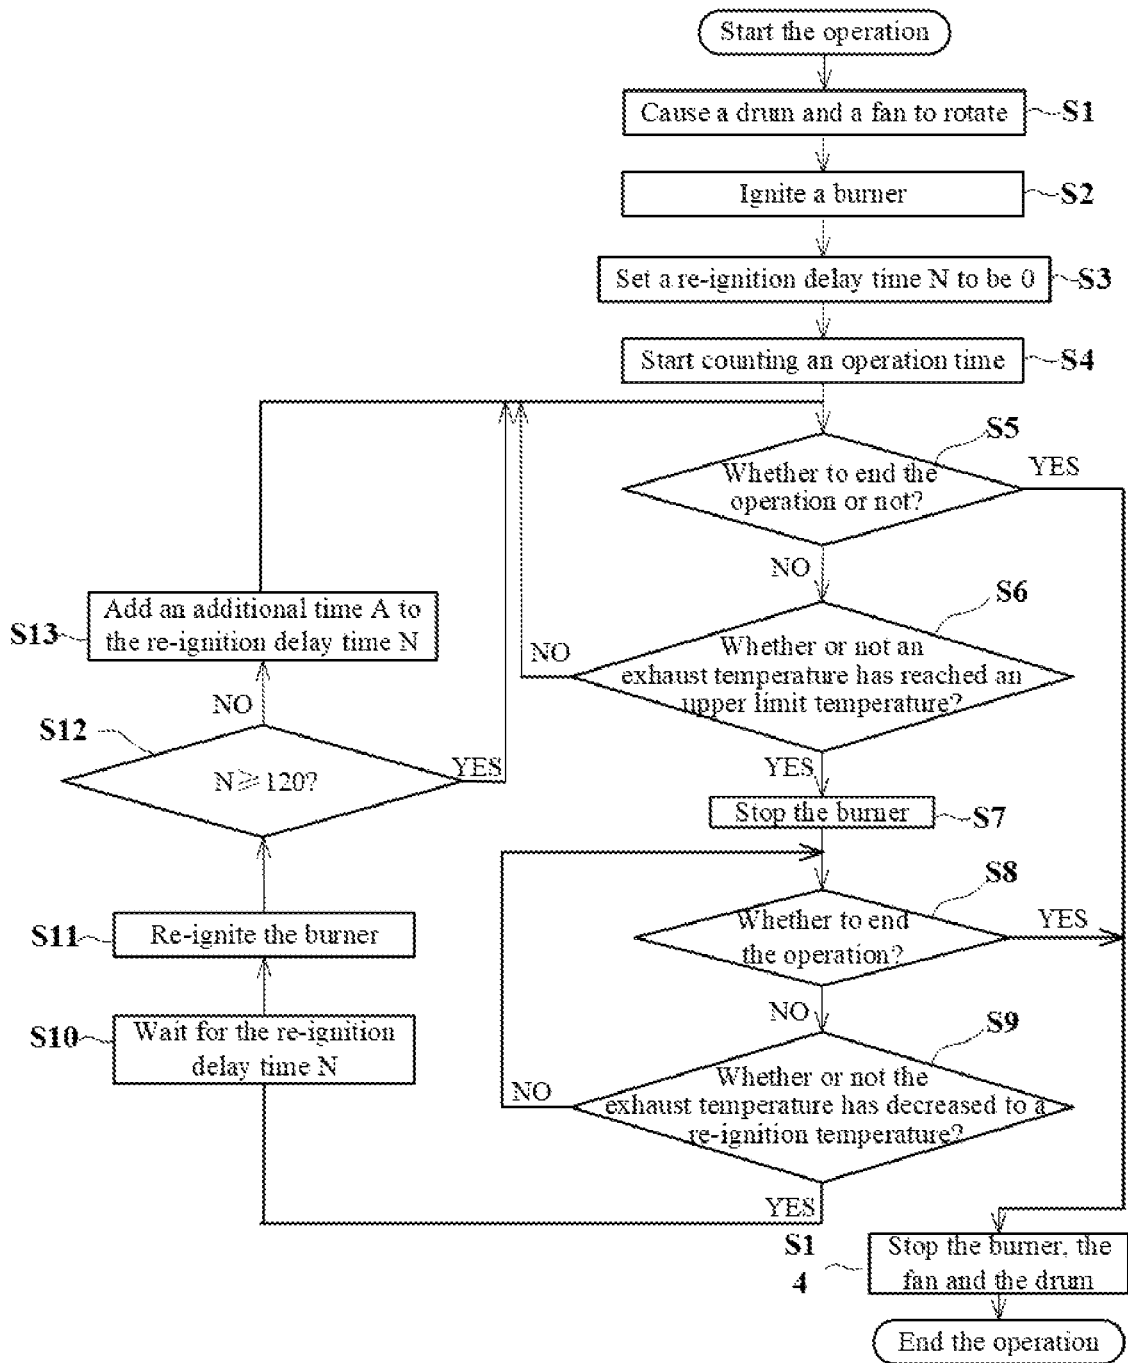 Start the operation
Cause a drum and a fan to rotate
S1
Ignite a burner
S2
Set a re-ignition delay time N to be 0
S3
Start counting an operation time
S4
S5
Whether to end the
operation or not?
YES
NO
S6
Whether or not an
exhaust temperature has reached an
upper limit temperature?
NO
YES
Stop the burner
S7
S8
Whether to end
the operation?
YES
NO
S9
Whether or not the
exhaust temperature has decreased to a
re-ignition temperature?
NO
YES
S10
Wait for the re-ignition
delay time N
S11
Re-ignite the burner
S12
N≥120?
YES
NO
S13
Add an additional time A to
the re-ignition delay time N
S1
4
Stop the burner, the
fan and the drum
End the operation